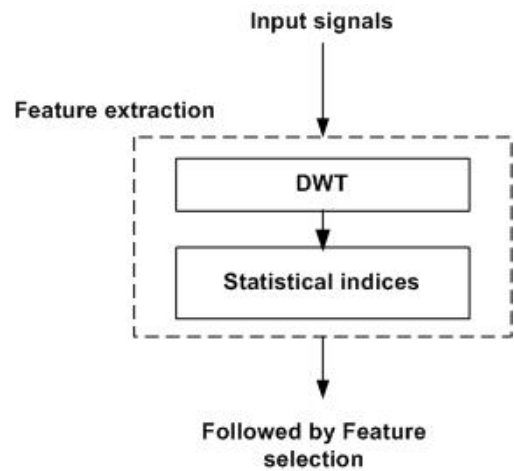 Input signals
Feature extraction
DWT
Statistical indices
Followed by Feature
selection